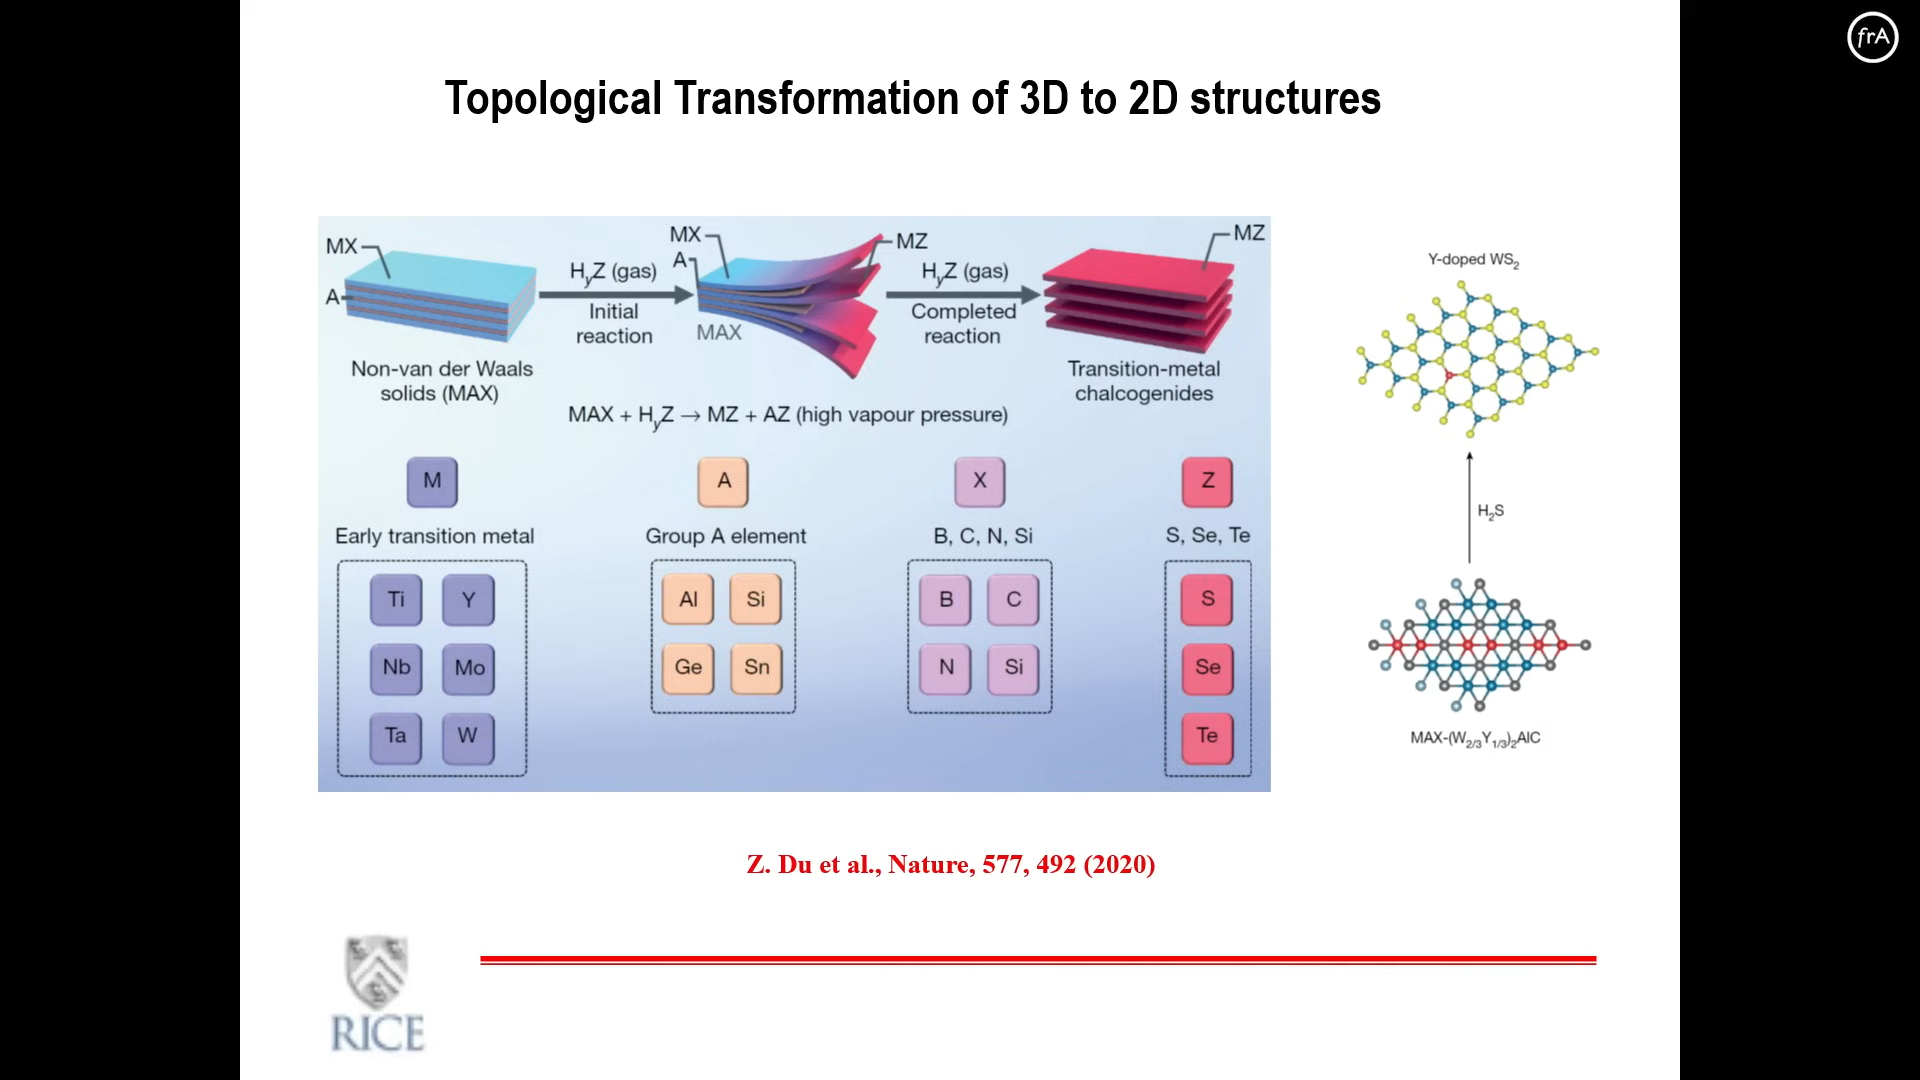 frA
Topological Transformation of 3D to 2D structures
MX
A
HyZ (gas)
Initial
reaction
MX
A
MZ
MAX
HyZ (gas)
Completed
reaction
MZ
Non-van der Waals
solids (MAX)
Transition-metal
chalcogenides
MAX + HyZ → MZ + AZ (high vapour pressure)
M
A
X
Z
Early transition metal
Group A element
B, C, N, Si
S, Se, Te
Ti Y
Nb Mo
Ta W
Al Si
Ge Sn
B C
N Si
S
Se
Te
Y-doped WS2
H2S
MAX-(W2/3Y1/3)2AlC
Z. Du et al., Nature, 577, 492 (2020)
RICE